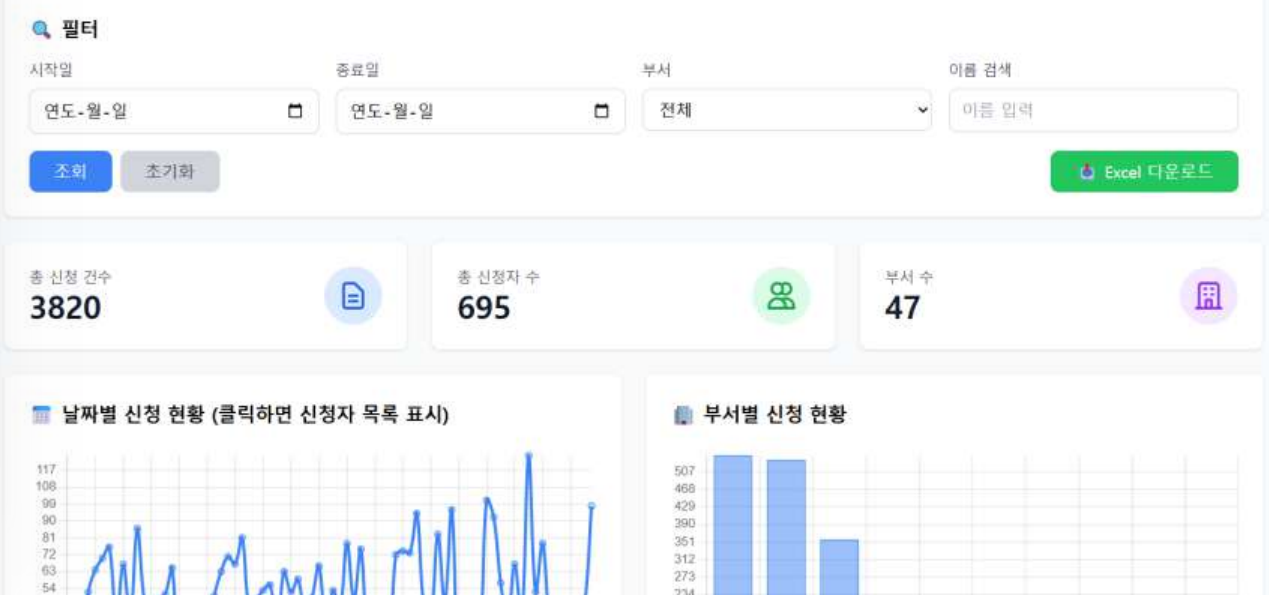 필터
시작일 종료일 부서 이름 검색
연도-월-일 연도-월-일 전체 이름 입력
조회 초기화 Excel 다운로드
총 신청 건수 총 신청자 수 부서 수
3820 695 47
날짜별 신청 현황 (클릭하면 신청자 목록 표시) 부서별 신청 현황
117
108
99
90
81
72
63
54
507
468
429
390
351
312
273
234